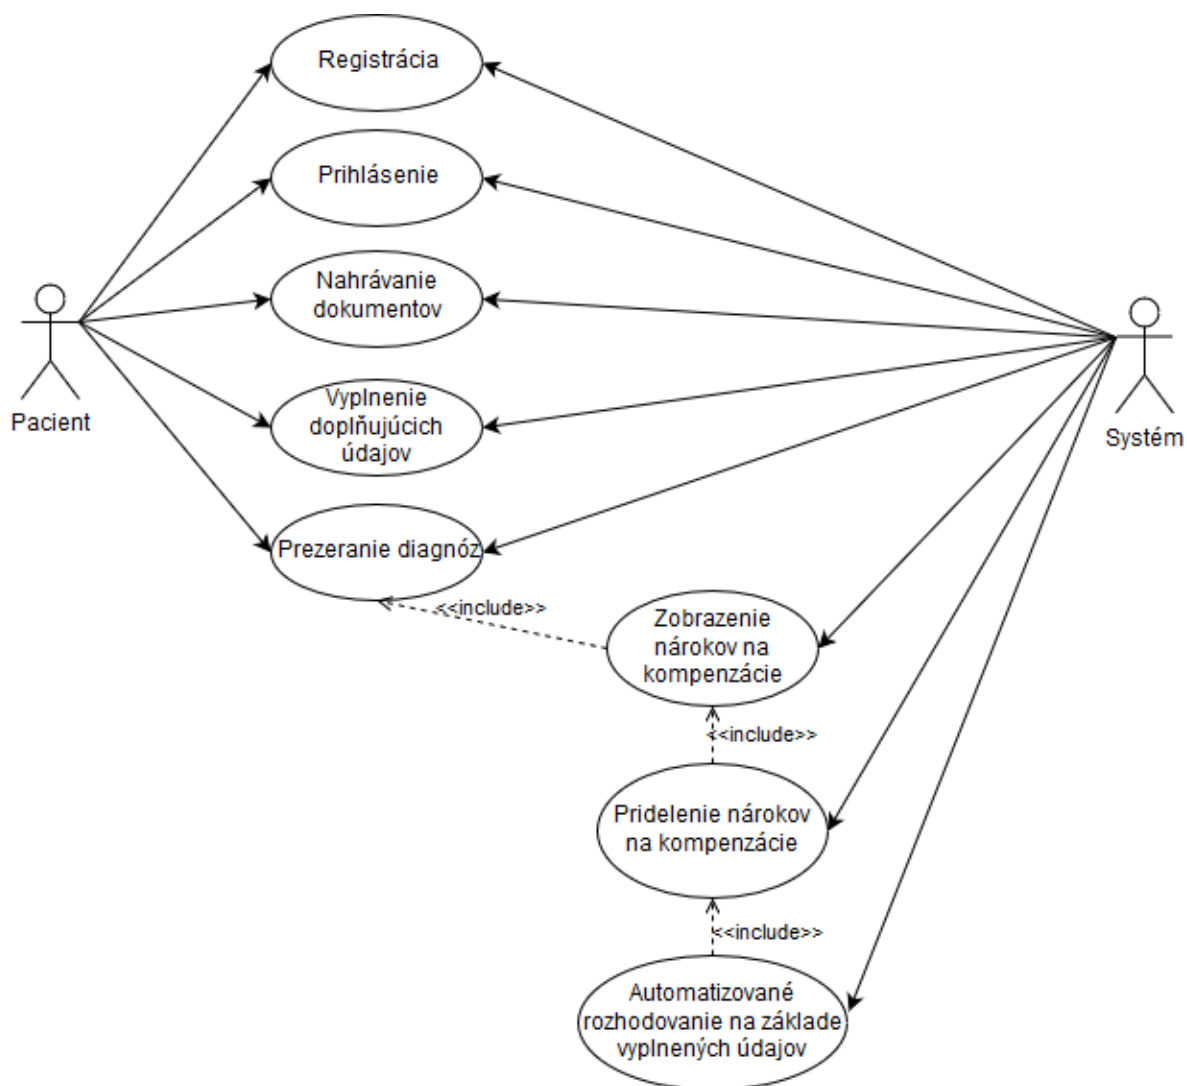 Registrácia
Prihlásenie
Nahrávanie
dokumentov
Pacient
Systém
Vyplnenie
doplňujúcich
údajov
Prezeranie diagnóz
<<include>>
Zobrazenie
nárokov na
kompenzácie
<<include>>
Pridelenie nárokov
na kompenzácie
<<include>>
Automatizované
rozhodovanie na základe
vyplnených údajov